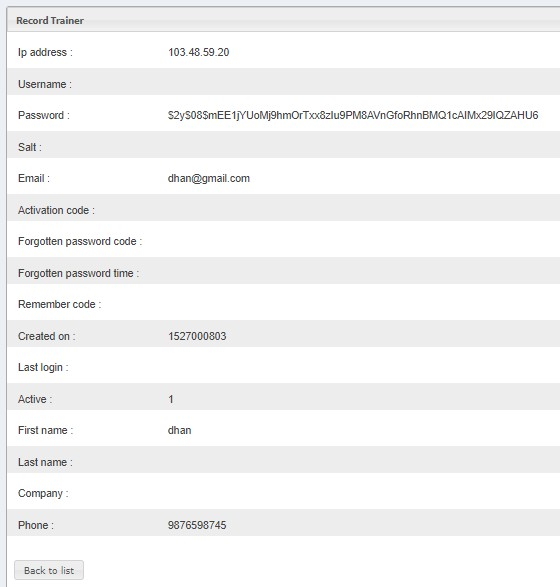 Record Trainer
Ip address : 103.48.59.20
Username :
Password : $2y$08$mEE1jYUoMj9hmOrTxx8zIu9PM8AVnGfoRhnBMQ1cAIMx29IQZAHU6
Salt :
Email : dhan@gmail.com
Activation code :
Forgotten password code :
Forgotten password time :
Remember code :
Created on : 1527000803
Last login :
Active : 1
First name : dhan
Last name :
Company :
Phone : 9876598745
Back to list